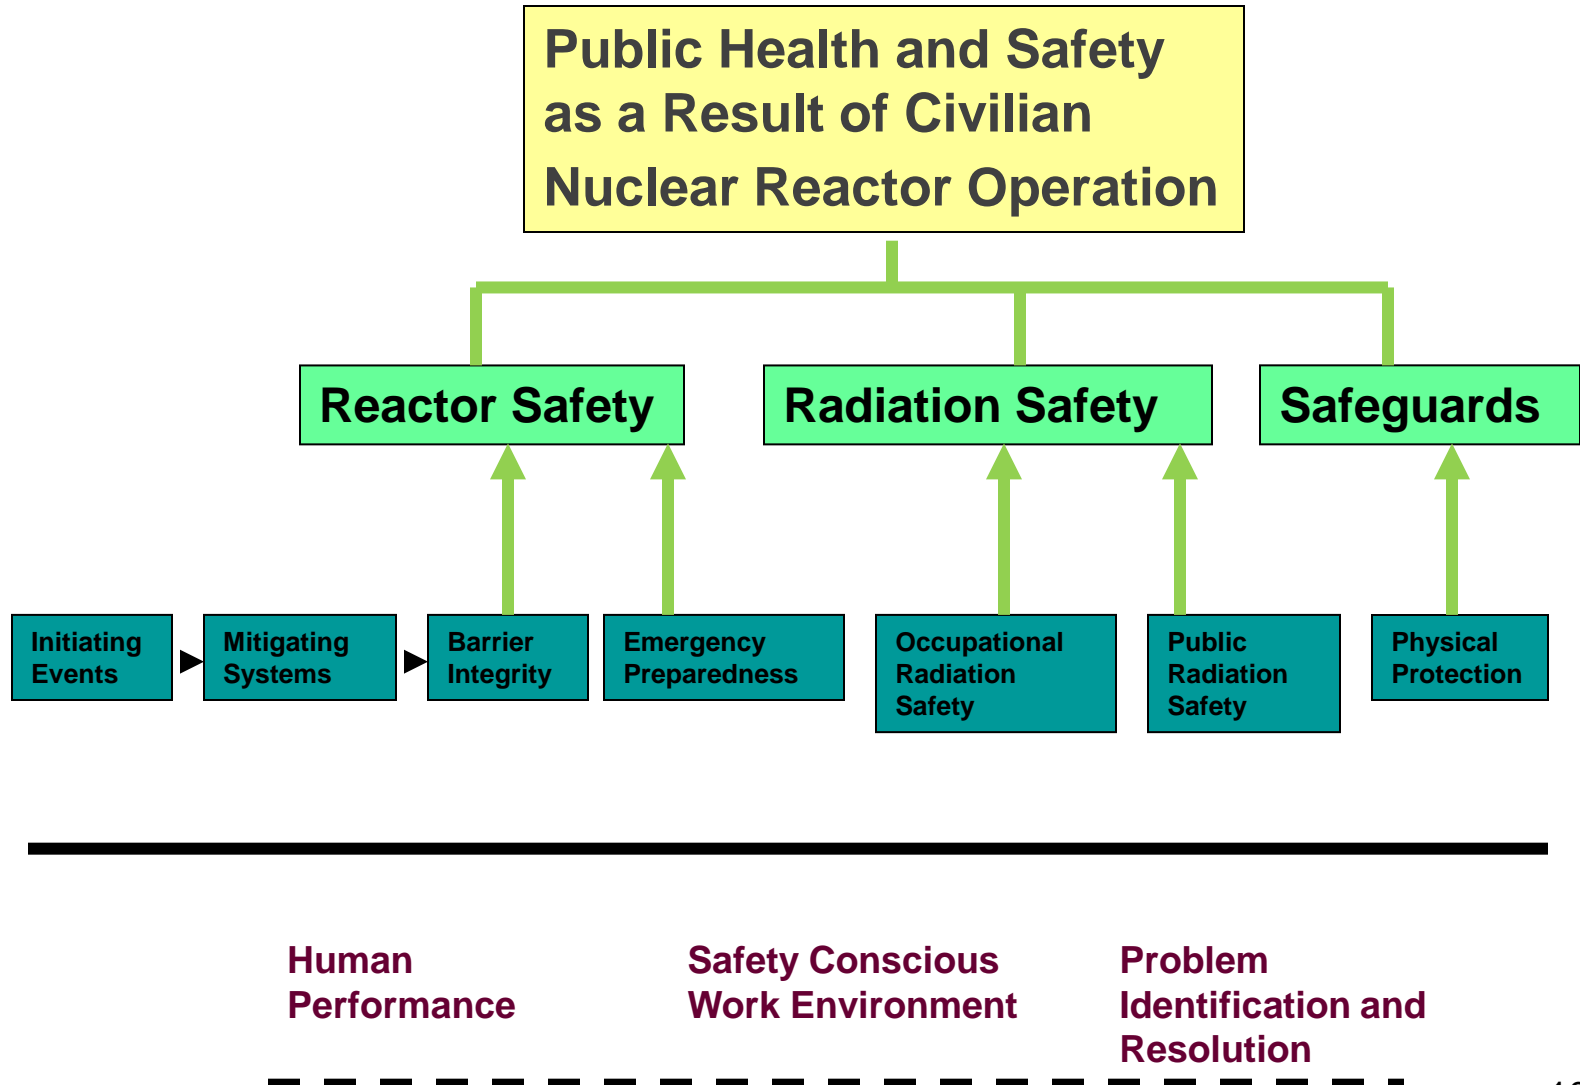 Public Health and Safety
as a Result of Civilian
Nuclear Reactor Operation
Reactor Safety
Radiation Safety
Safeguards
Initiating
Events
Mitigating
Systems
Barrier
Integrity
Emergency
Preparedness
Occupational
Radiation
Safety
Public
Radiation
Safety
Physical
Protection
Human
Performance
Safety Conscious
Work Environment
Problem
Identification and
Resolution